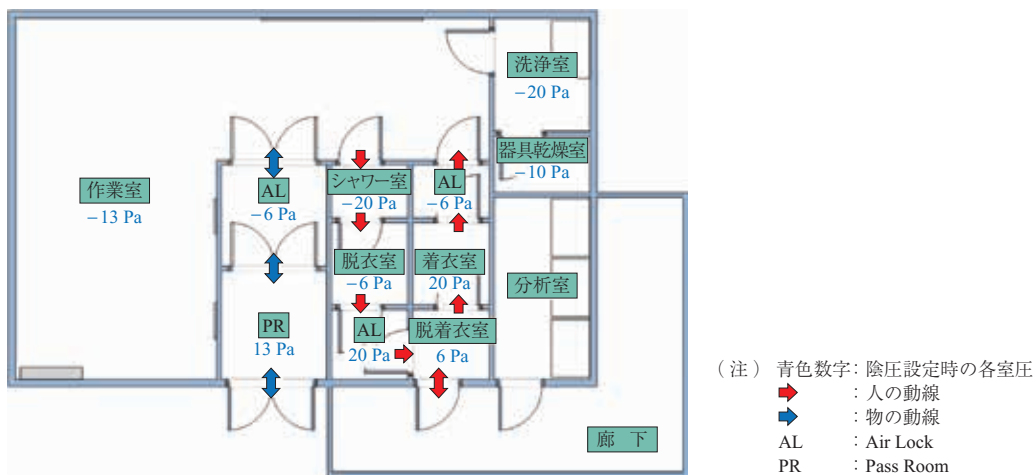 洗浄室
−20 Pa
器具乾燥室
−10 Pa
作業室
−13 Pa
AL
−6 Pa
シャワー室
−20 Pa
AL
−6 Pa
脱衣室
−6 Pa
着衣室
20 Pa
分析室
PR
13 Pa
AL
20 Pa
脱着衣室
6 Pa
廊 下
（注） 青色数字：陰圧設定時の各室圧
：人の動線
：物の動線
AL ：Air Lock
PR ：Pass Room